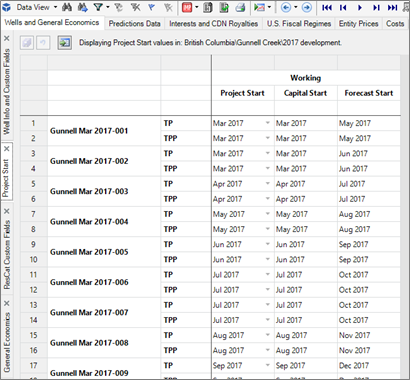 Data View
Wells and General Economics Predictions Data Interests and CDN Royalties U.S. Fiscal Regimes Entity Prices Costs
Displaying Project Start values in: British Columbia\Gunnell Creek\2017 development.
Well Info and Custom Fields
Project Start
ResCat Custom Fields
General Economics
Working
Project Start Capital Start Forecast Start
1 Gunnell Mar 2017-001 TP Mar 2017 Mar 2017 May 2017
2 TPP Mar 2017 Mar 2017 May 2017
3 Gunnell Mar 2017-002 TP Mar 2017 Mar 2017 Jun 2017
4 TPP Mar 2017 Mar 2017 Jun 2017
5 Gunnell Mar 2017-003 TP Apr 2017 Apr 2017 Jul 2017
6 TPP Apr 2017 Apr 2017 Jul 2017
7 Gunnell Mar 2017-004 TP May 2017 May 2017 Aug 2017
8 TPP May 2017 May 2017 Aug 2017
9 Gunnell Mar 2017-005 TP Jun 2017 Jun 2017 Sep 2017
10 TPP Jun 2017 Jun 2017 Sep 2017
11 Gunnell Mar 2017-006 TP Jul 2017 Jul 2017 Oct 2017
12 TPP Jul 2017 Jul 2017 Oct 2017
13 Gunnell Mar 2017-007 TP Jul 2017 Jul 2017 Oct 2017
14 TPP Jul 2017 Jul 2017 Oct 2017
15 Gunnell Mar 2017-008 TP Aug 2017 Aug 2017 Nov 2017
16 TPP Aug 2017 Aug 2017 Nov 2017
17 Gunnell Mar 2017-009 TP Sep 2017 Sep 2017 Dec 2017